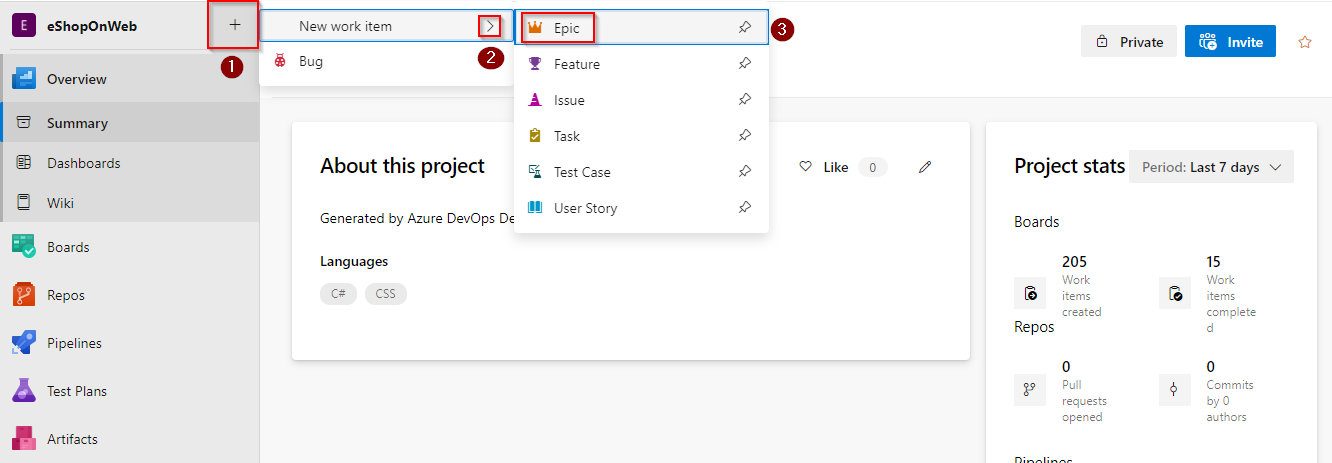 E eShopOnWeb +
1
Overview
Summary
Dashboards
Wiki
Boards
Repos
Pipelines
Test Plans
Artifacts
New work item
2
Bug
Epic
3
Feature
Issue
Task
Test Case
User Story
Private
Invite
About this project
Like 0
Generated by Azure DevOps De
Languages
C# CSS
Project stats
Period: Last 7 days
Boards
205
Work
items
created
15
Work
items
complete
d
Repos
0
Pull
requests
opened
0
Commits
by 0
authors
Pipelines